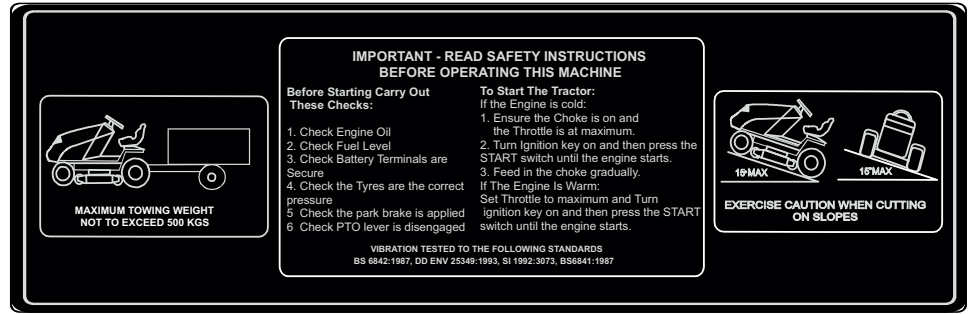 IMPORTANT - READ SAFETY INSTRUCTIONS
BEFORE OPERATING THIS MACHINE
Before Starting Carry Out
These Checks:
1. Check Engine Oil
2. Check Fuel Level
3. Check Battery Terminals are
Secure
4. Check the Tyres are the correct
pressure
5 Check the park brake is applied
6 Check PTO lever is disengaged
To Start The Tractor:
If the Engine is cold:
1. Ensure the Choke is on and
the Throttle is at maximum.
2. Turn Ignition key on and then press the
START switch until the engine starts.
3. Feed in the choke gradually.
If The Engine Is Warm:
Set Throttle to maximum and Turn
ignition key on and then press the START
switch until the engine starts.
VIBRATION TESTED TO THE FOLLOWING STANDARDS
BS 6842:1987, DD ENV 25349:1993, SI 1992:3073, BS6841:1987
MAXIMUM TOWING WEIGHT
NOT TO EXCEED 500 KGS
15°MAX
15°MAX
EXERCISE CAUTION WHEN CUTTING
ON SLOPES